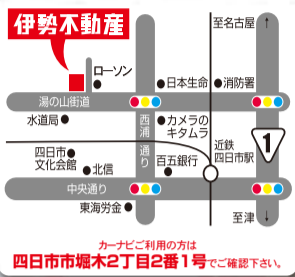 伊勢不動産
至名古屋
ローソン
日本生命
消防署
湯の山街道
水道局
西浦通り
カメラの
キタムラ
近鉄
四日市駅
1
四日市市
文化会館
北信
百五銀行
中央通り
東海労金
至津
カーナビご利用の方は
四日市市堀木2丁目2番1号でご確認下さい。